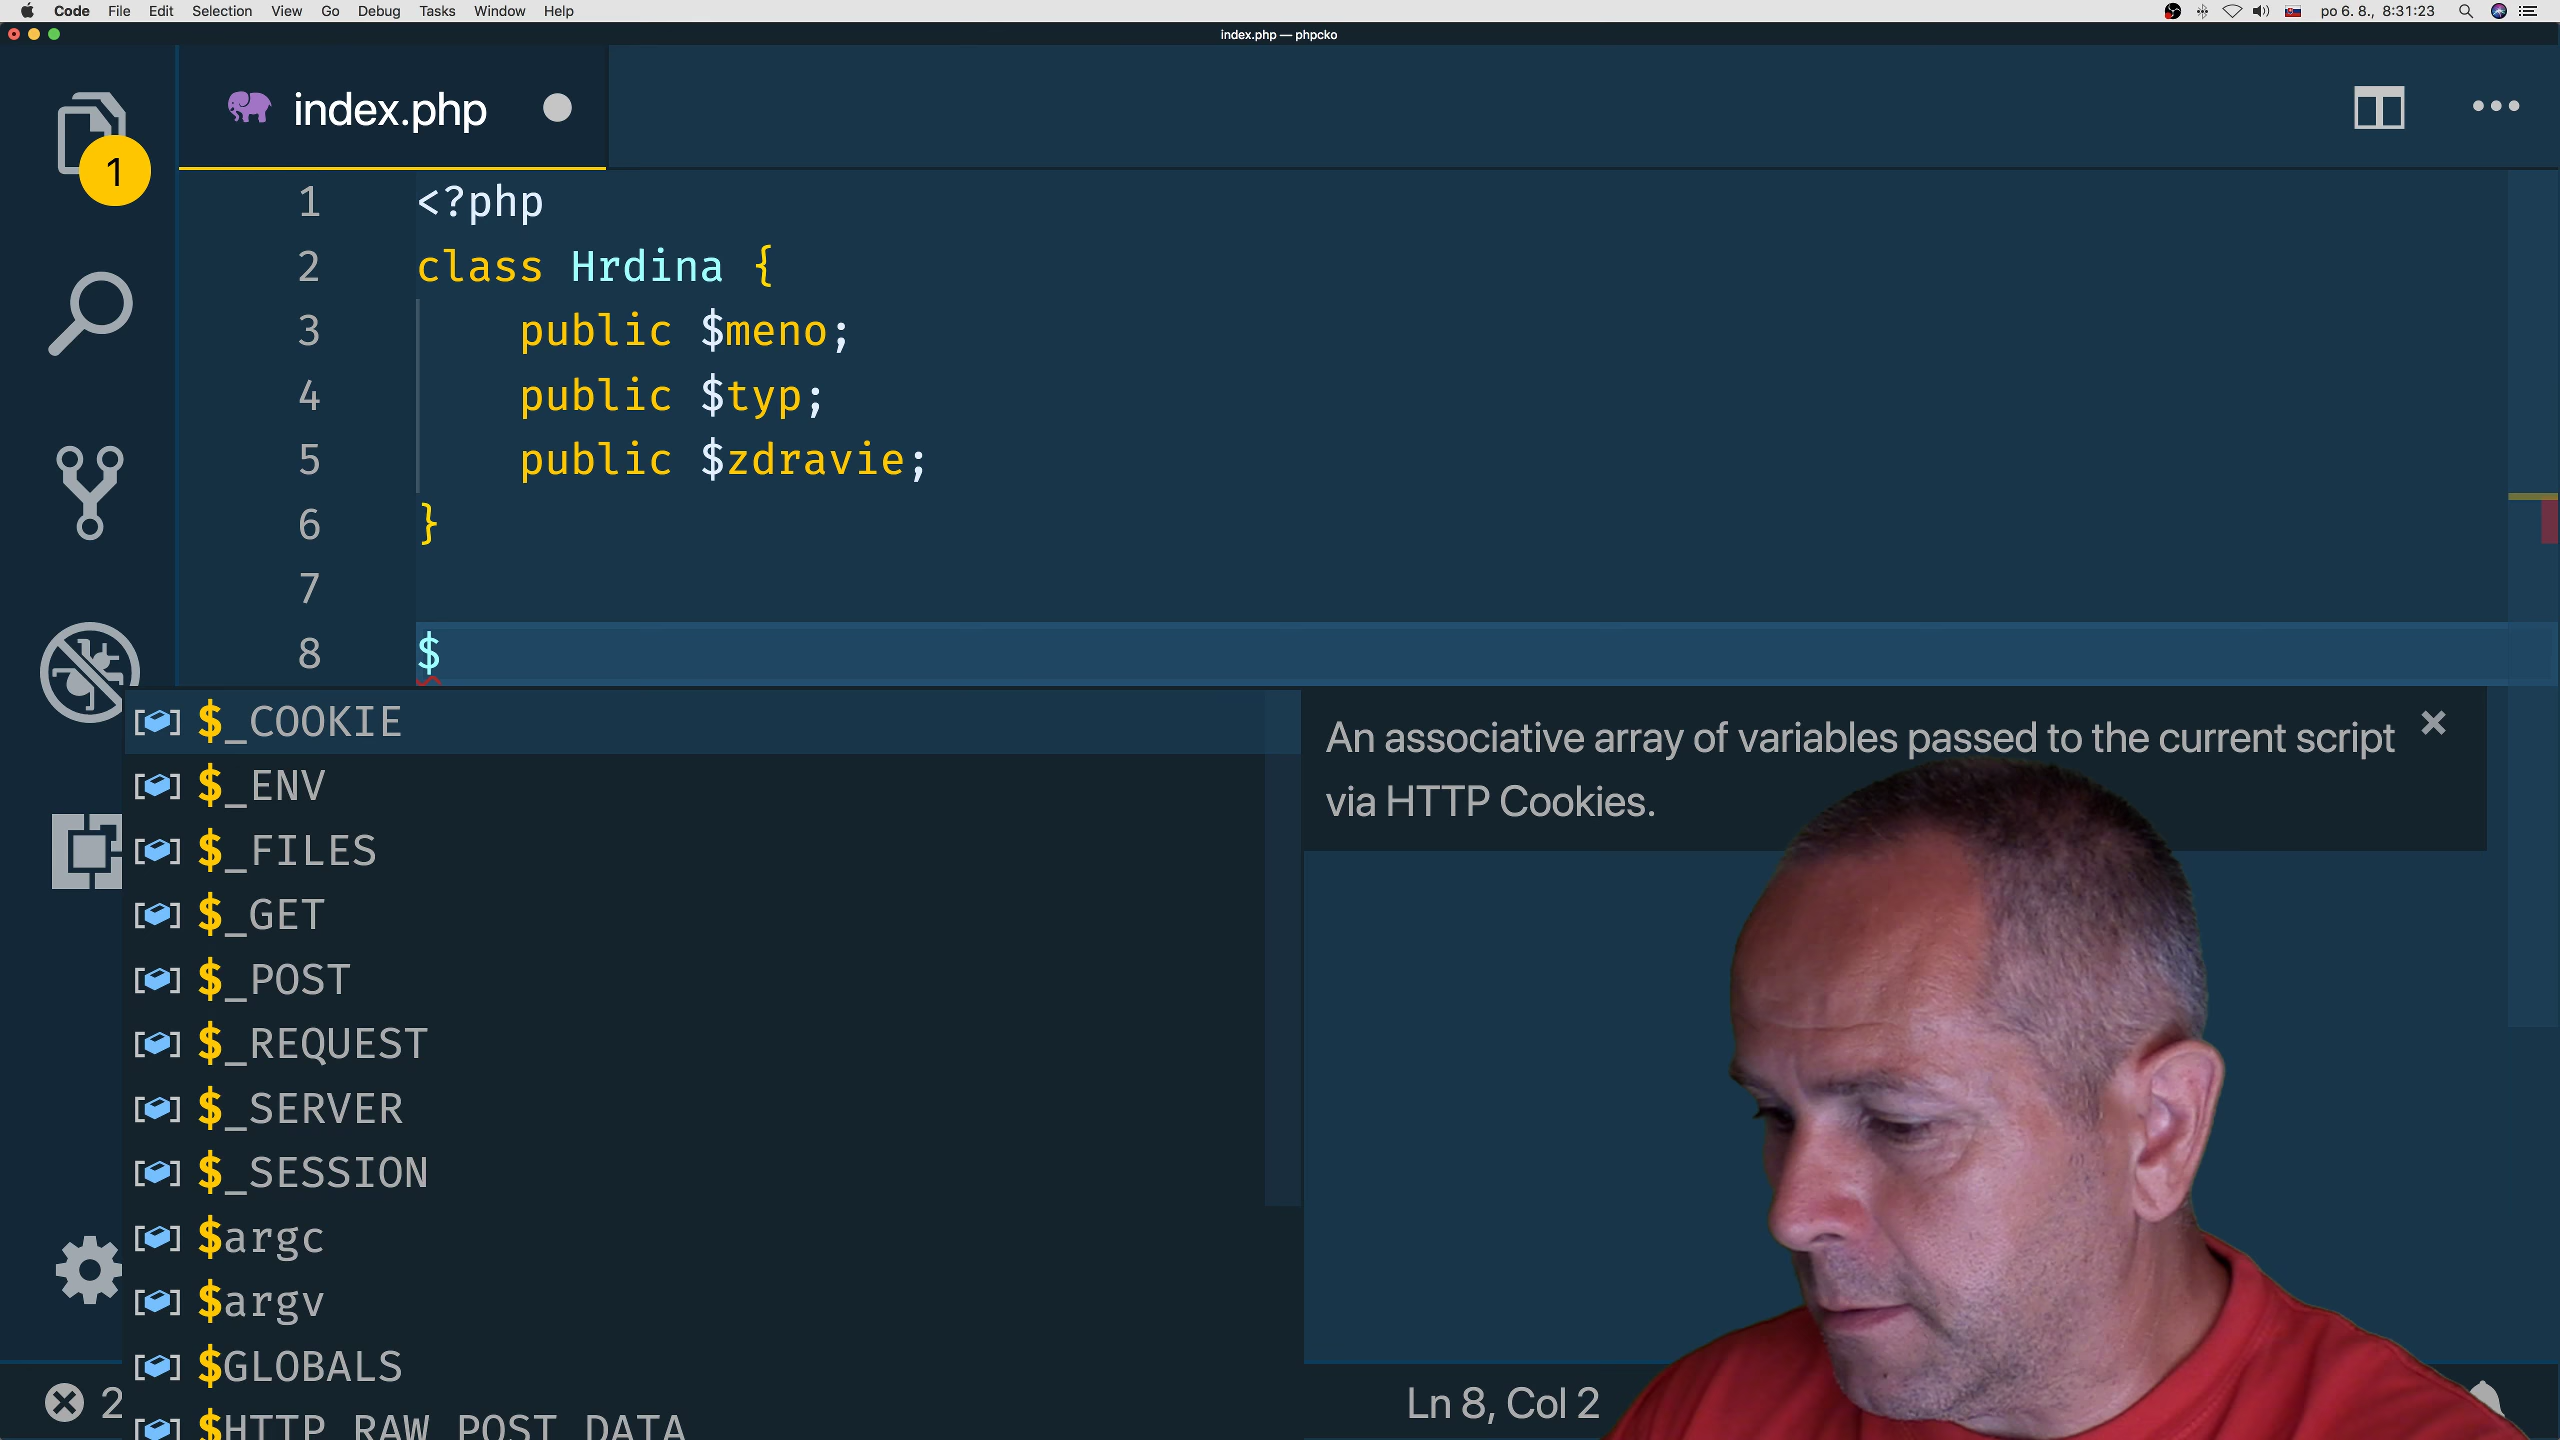 Code File Edit Selection View Go Debug Tasks Window Help
po 6. 8., 8:31:23
index.php — phpcko
index.php
1
1 <?php
2 class Hrdina {
3 public $meno;
4 public $typ;
5 public $zdravie;
6 }
7
8 $
$_COOKIE
An associative array of variables passed to the current script
via HTTP Cookies.
$_ENV
$_FILES
$_GET
$_POST
$_REQUEST
$_SERVER
$_SESSION
$argc
$argv
$GLOBALS
$HTTP_RAW_POST_DATA
2
Ln 8, Col 2